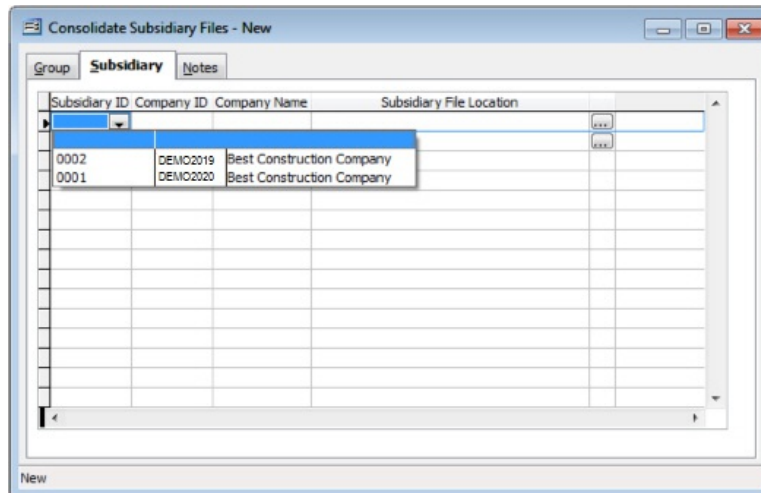 Consolidate Subsidiary Files - New
Group Subsidiary Notes
Subsidiary ID Company ID Company Name Subsidiary File Location
...
...
0002 DEMO2019 Best Construction Company
0001 DEMO2020 Best Construction Company
New